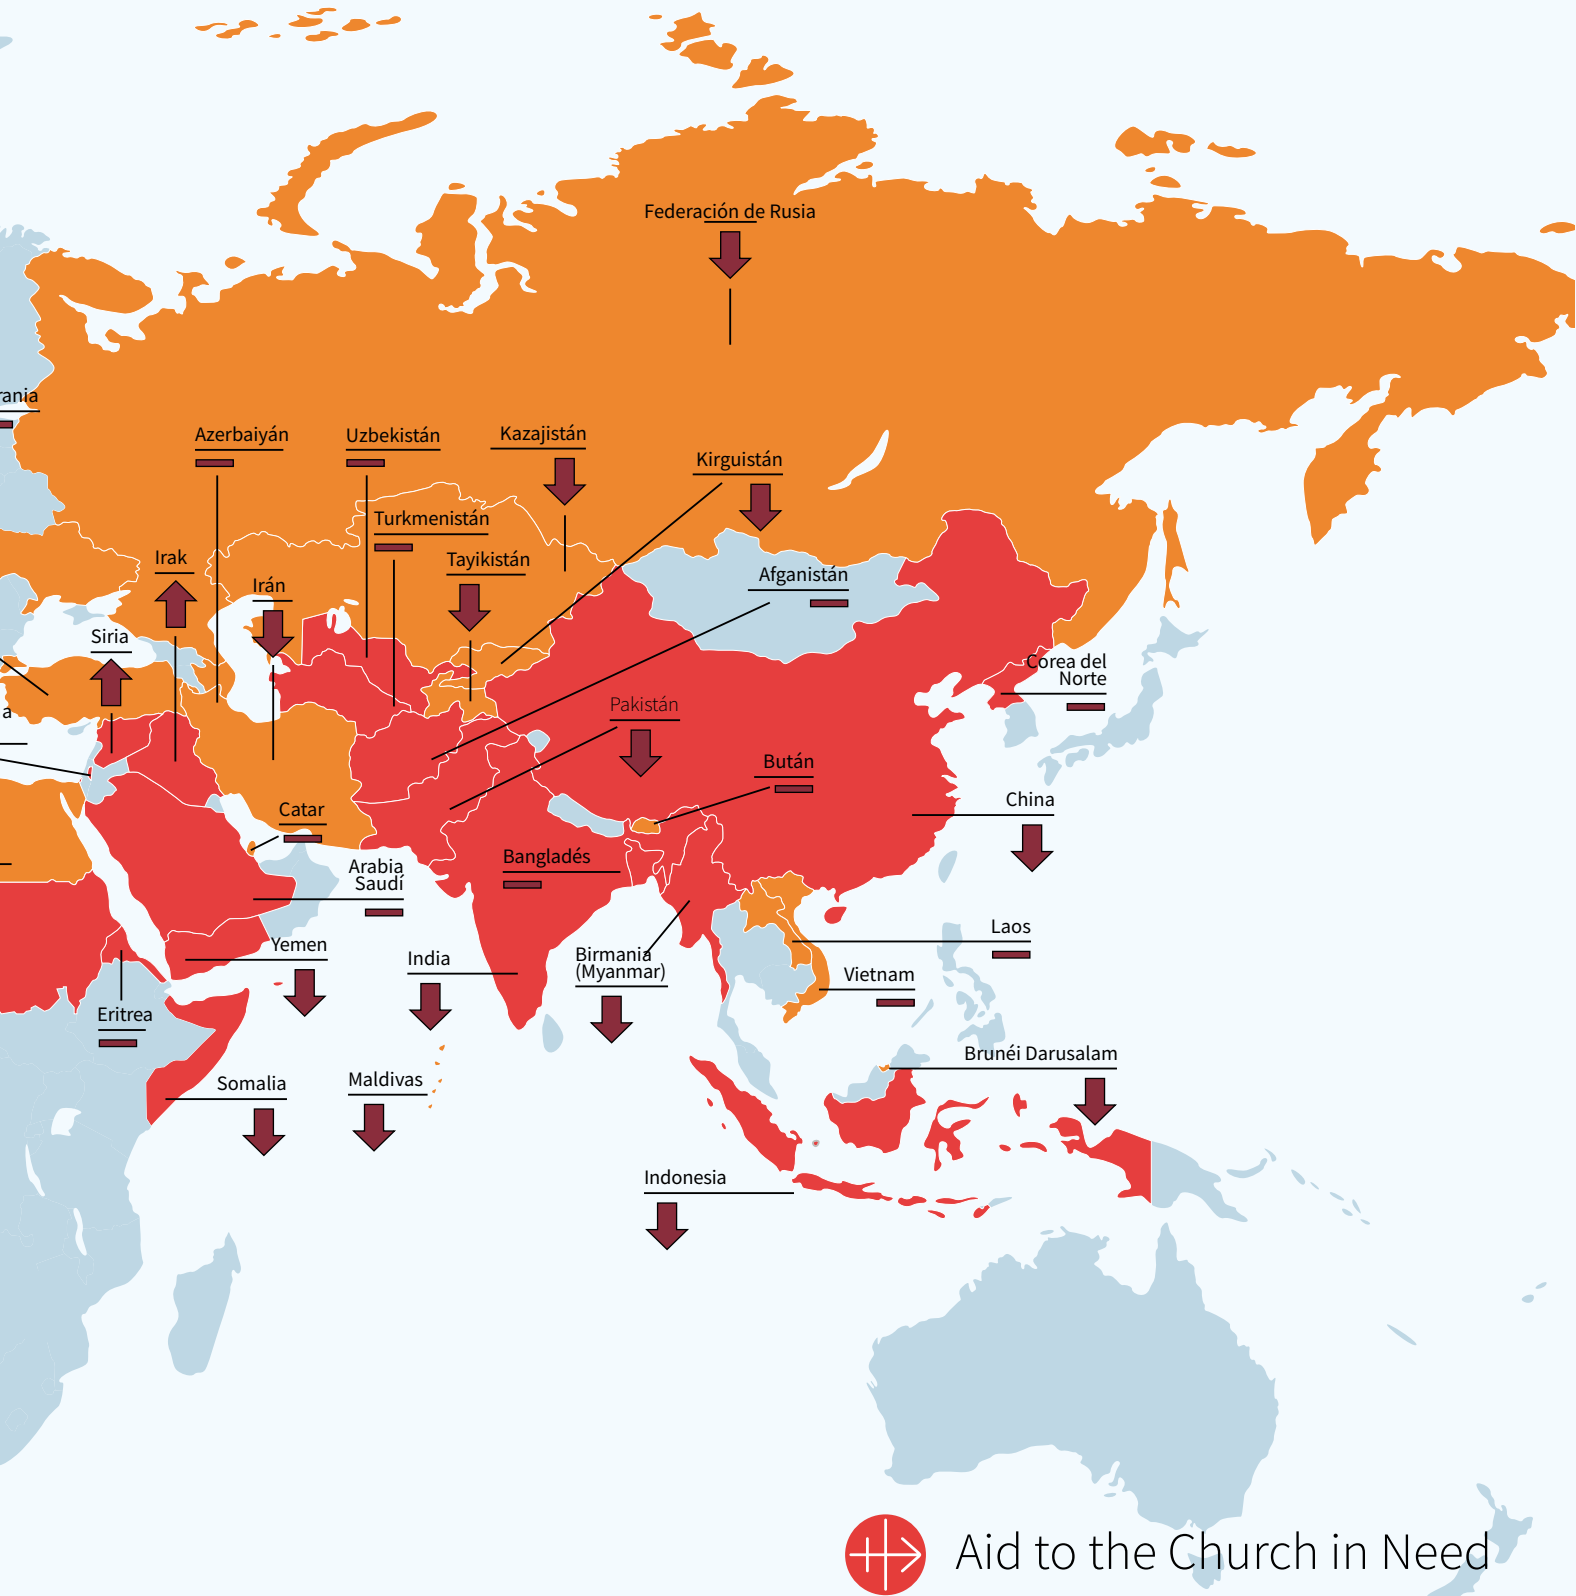 Federación de Rusia
rania
Azerbaiyán
Uzbekistán
Kazajistán
Kirguistán
Turkmenistán
Irak
Tayikistán
Irán
Afganistán
Siria
Corea del
Norte
Pakistán
a
Bután
China
Catar
Bangladés
Arabia
Saudí
Laos
Yemen
India
Birmania
(Myanmar)
Vietnam
Eritrea
Brunéi Darusalam
Somalia
Maldivas
Indonesia
Aid to the Church in Need